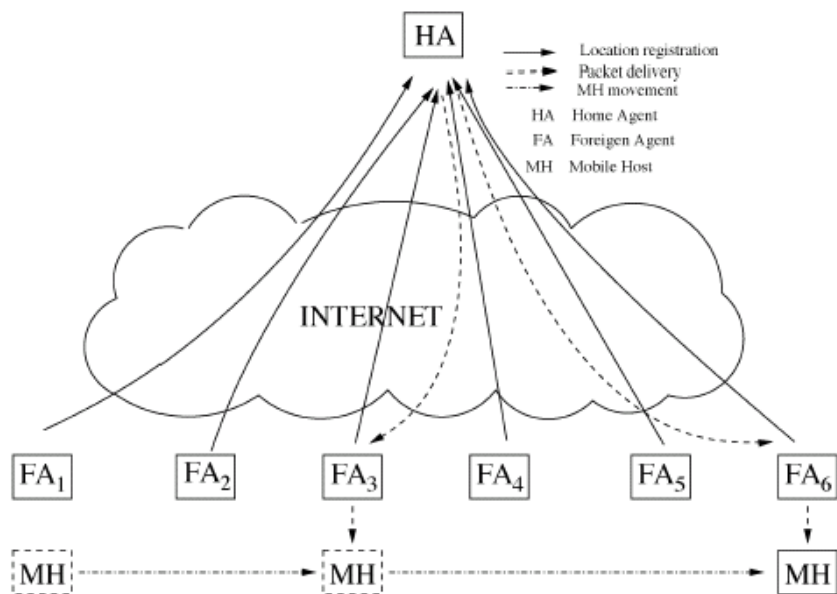 HA
Location registration
Packet delivery
MH movement
HA Home Agent
FA Foreigen Agent
MH Mobile Host
INTERNET
FA1 FA2 FA3 FA4 FA5 FA6
MH MH MH